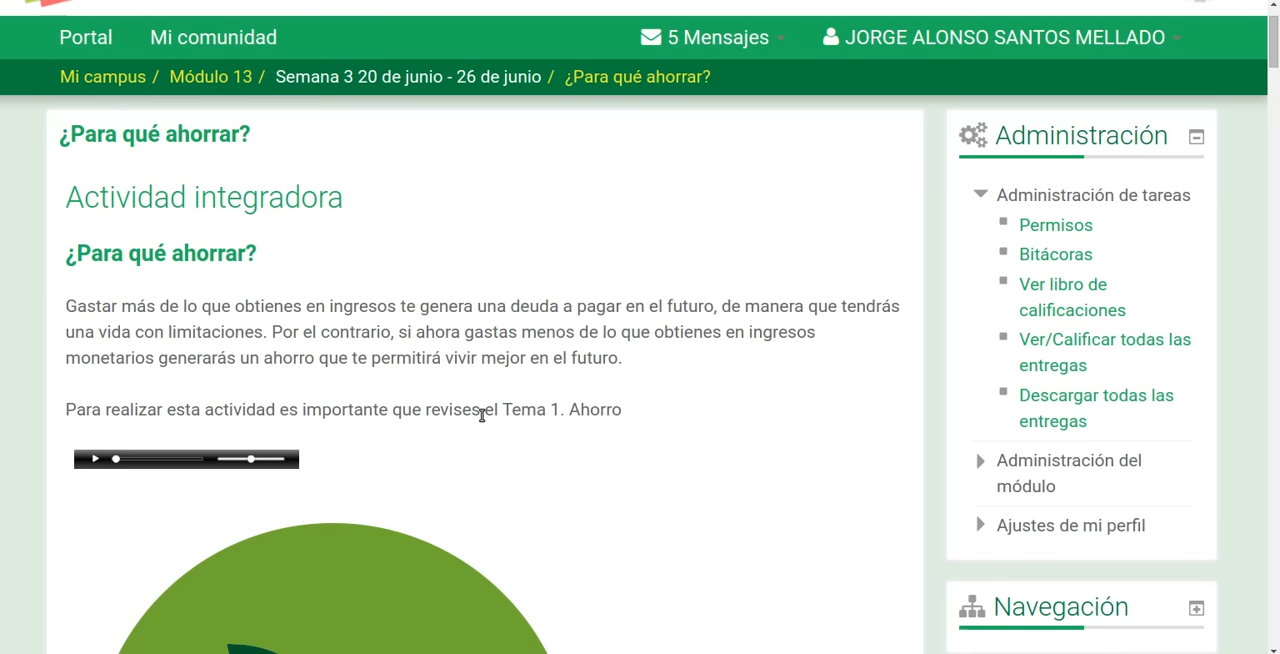 Portal Mi comunidad 5 Mensajes JORGE ALONSO SANTOS MELLADO
Mi campus / Módulo 13 / Semana 3 20 de junio - 26 de junio / ¿Para qué ahorrar?
¿Para qué ahorrar?
Actividad integradora
¿Para qué ahorrar?
Gastar más de lo que obtienes en ingresos te genera una deuda a pagar en el futuro, de manera que tendrás
una vida con limitaciones. Por el contrario, si ahora gastas menos de lo que obtienes en ingresos
monetarios generarás un ahorro que te permitirá vivir mejor en el futuro.
Para realizar esta actividad es importante que revises el Tema 1. Ahorro
Administración
Administración de tareas
Permisos
Bitácoras
Ver libro de
calificaciones
Ver/Calificar todas las
entregas
Descargar todas las
entregas
Administración del
módulo
Ajustes de mi perfil
Navegación